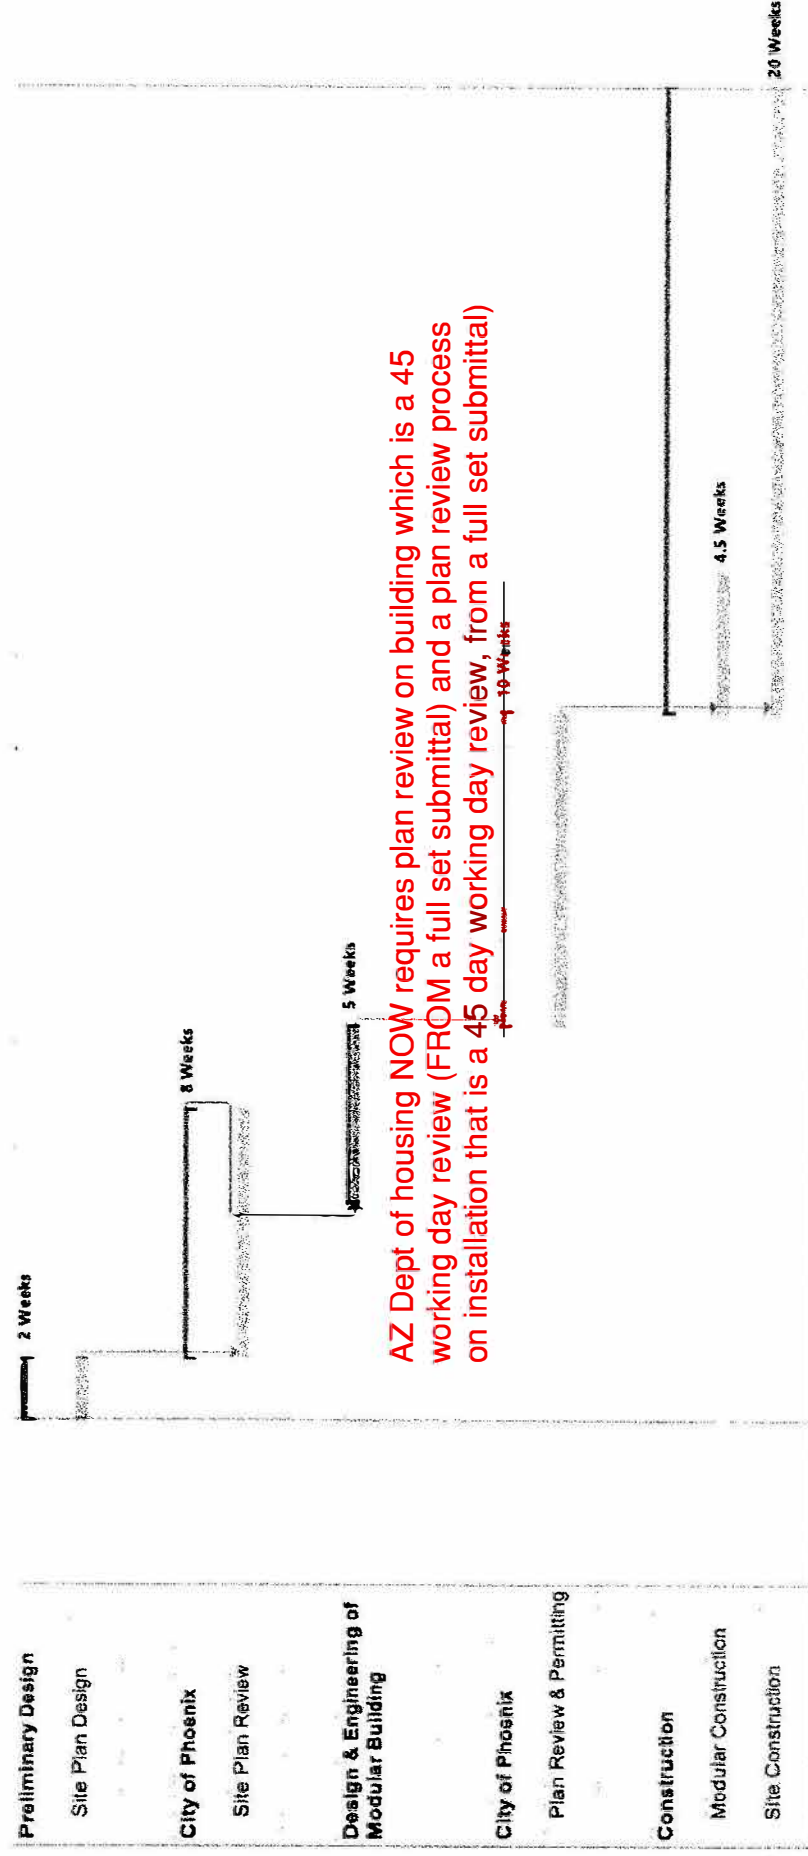 Preliminary Design
2 Weeks
Site Plan Design
City of Phoenix
8 Weeks
Site Plan Review
Design & Engineering of
Modular Building
5 Weeks
AZ Dept of housing NOW requires plan review on building which is a 45
working day review (FROM a full set submittal) and a plan review process
on installation that is a 45 day working day review, from a full set submittal)
City of Phoenix
10 Weeks
Plan Review & Permitting
Construction
Modular Construction
4.5 Weeks
Site Construction
20 Weeks